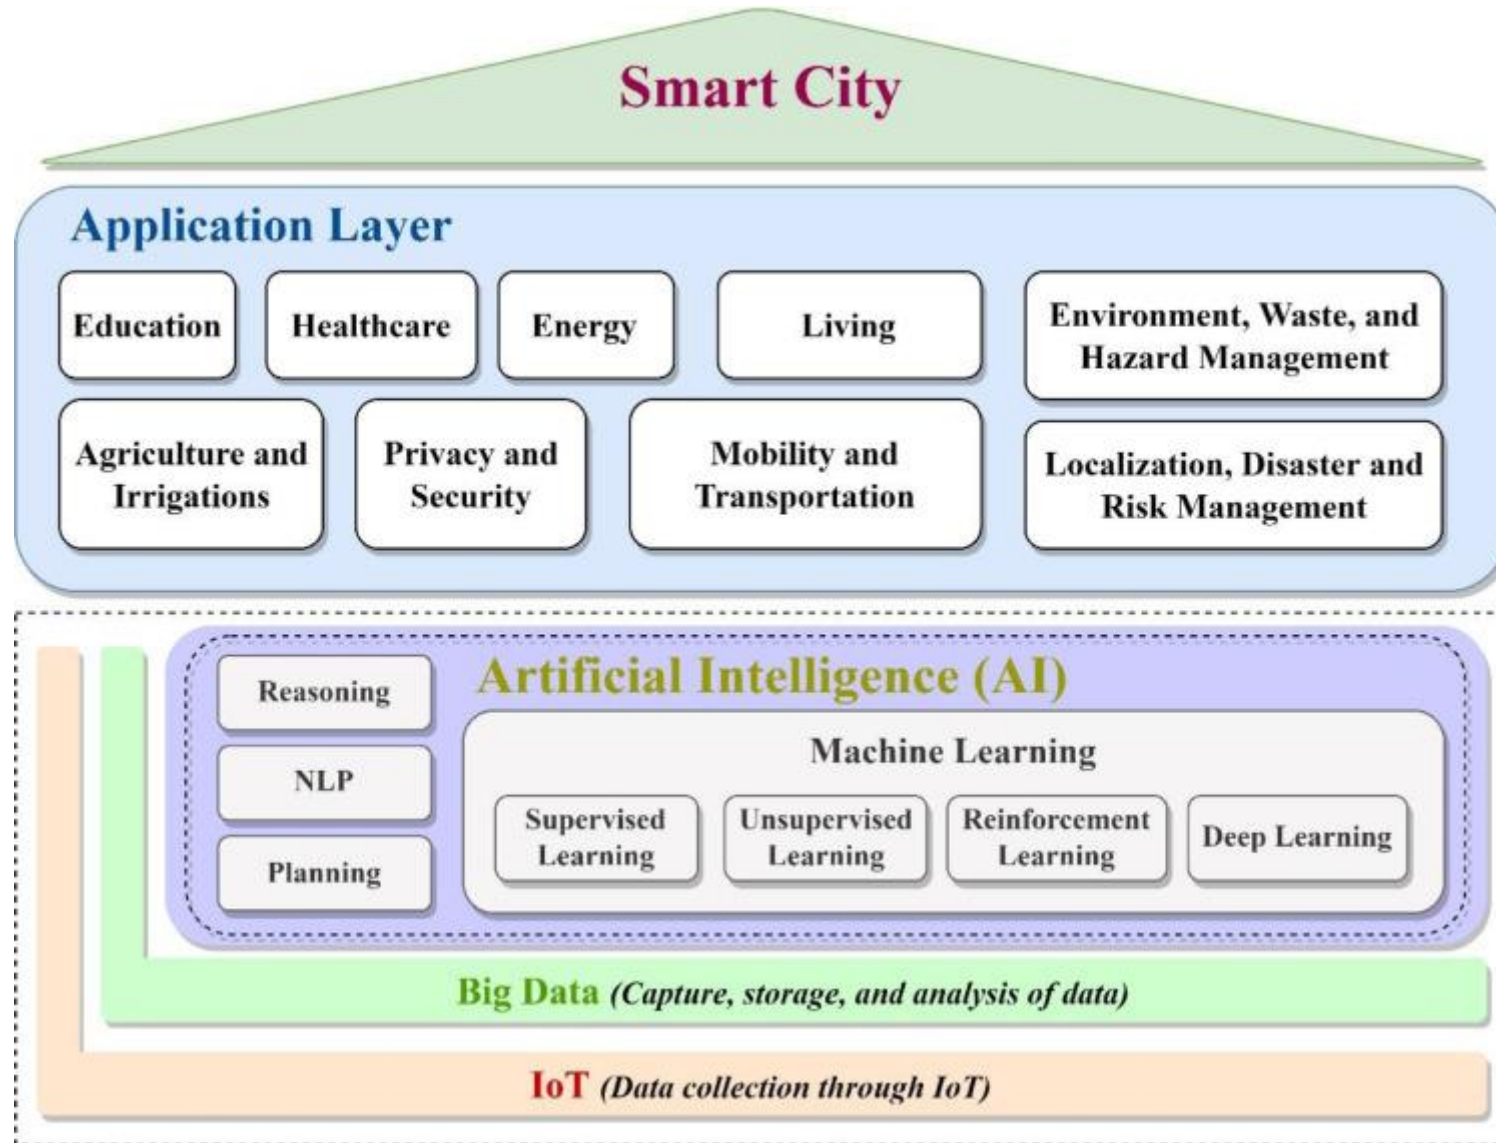 Smart City
Application Layer
Education
Healthcare
Energy
Living
Environment, Waste, and
Hazard Management
Agriculture and
Irrigations
Privacy and
Security
Mobility and
Transportation
Localization, Disaster and
Risk Management
Artificial Intelligence (AI)
Reasoning
NLP
Planning
Machine Learning
Supervised
Learning
Unsupervised
Learning
Reinforcement
Learning
Deep Learning
Big Data (Capture, storage, and analysis of data)
IoT (Data collection through IoT)